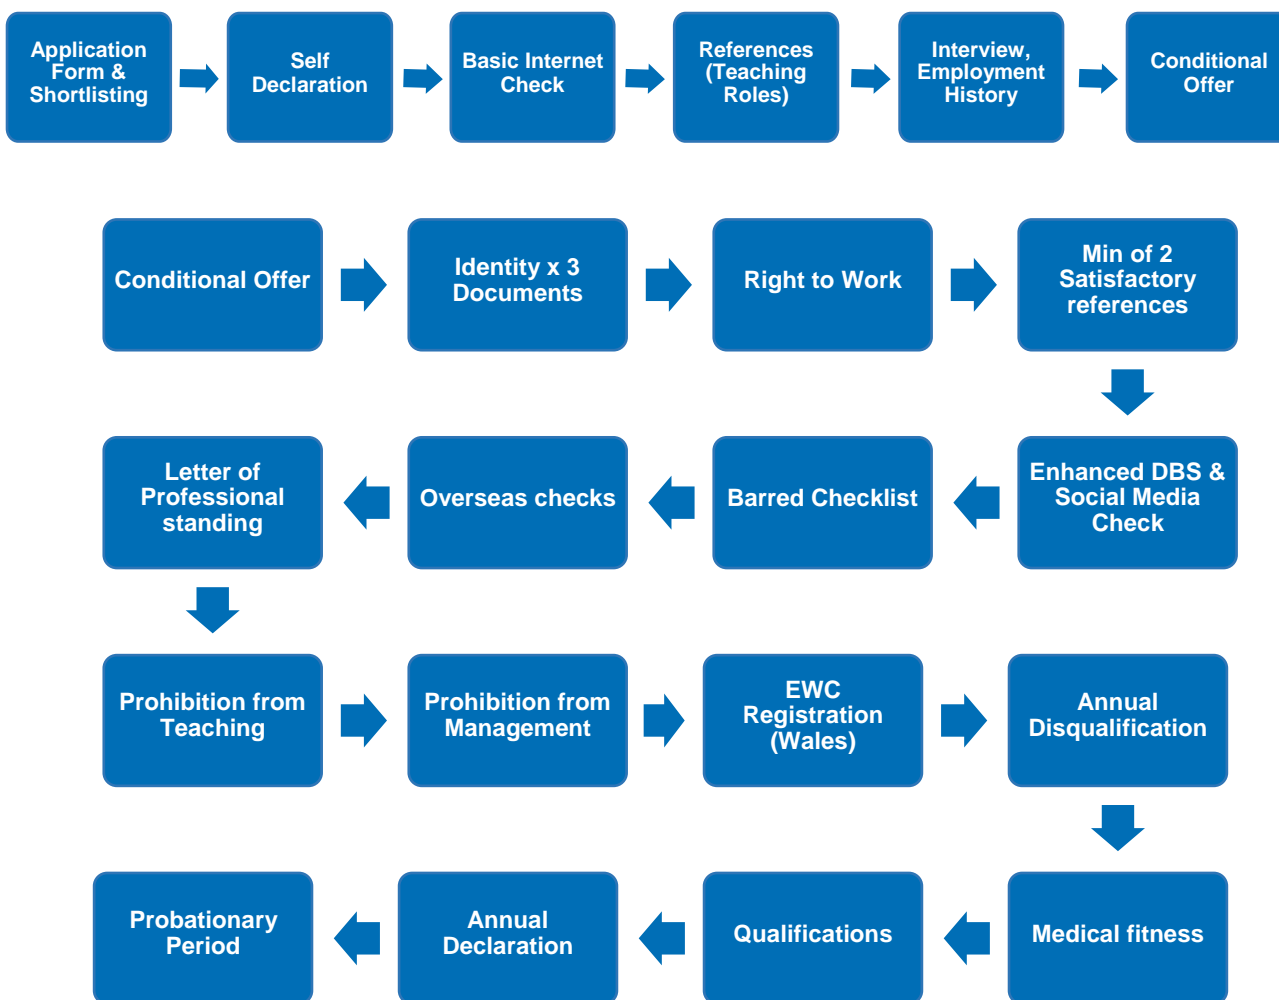 Application
Form &
Shortlisting
Self
Declaration
Basic Internet
Check
References
(Teaching
Roles)
Interview,
Employment
History
Conditional
Offer
Conditional Offer
Identity x 3
Documents
Right to Work
Min of 2
Satisfactory
references
Enhanced DBS &
Social Media
Check
Barred Checklist
Overseas checks
Letter of
Professional
standing
Prohibition from
Teaching
Prohibition from
Management
EWC
Registration
(Wales)
Annual
Disqualification
Medical fitness
Qualifications
Annual
Declaration
Probationary
Period